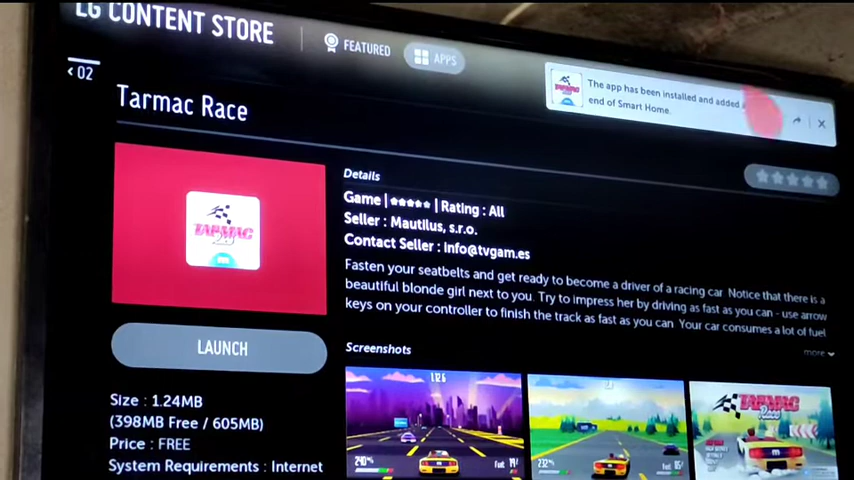 LG CONTENT STORE
FEATURED
APPS
< 02
The app has been installed and added
end of Smart Home.
Tarmac Race
TARMAC
Details
Game | ★★★★★ | Rating : All
Seller : Mautilus, s.r.o.
Contact Seller : info@tvgam.es
Fasten your seatbelts and get ready to become a driver of a racing car. Notice that there is a
beautiful blonde girl next to you. Try to impress her by driving as fast as you can - use arrow
keys on your controller to finish the track as fast as you can. Your car consumes a lot of fuel
more
LAUNCH
Screenshots
Size : 1.24MB
(398MB Free / 605MB)
Price : FREE
System Requirements : Internet
TARMAC
Race